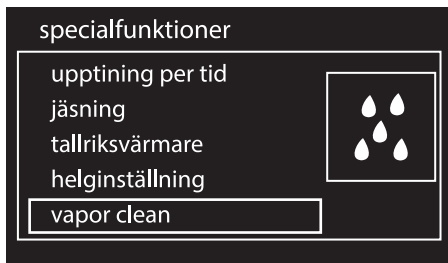 specialfunktioner
upptining per tid
jäsning
tallriksvärmare
helginställning
vapor clean